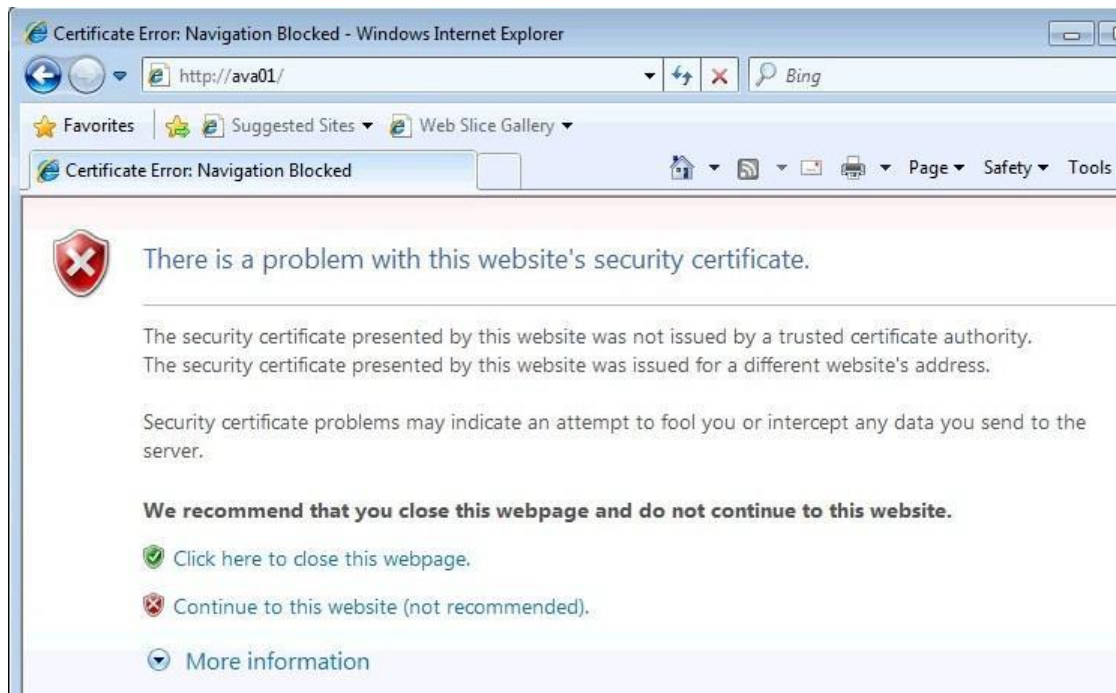 Certificate Error: Navigation Blocked - Windows Internet Explorer
http://ava01/ Bing
Favorites Suggested Sites Web Slice Gallery
Certificate Error: Navigation Blocked Page Safety Tools
There is a problem with this website's security certificate.
The security certificate presented by this website was not issued by a trusted certificate authority.
The security certificate presented by this website was issued for a different website's address.
Security certificate problems may indicate an attempt to fool you or intercept any data you send to the
server.
We recommend that you close this webpage and do not continue to this website.
Click here to close this webpage.
Continue to this website (not recommended).
More information